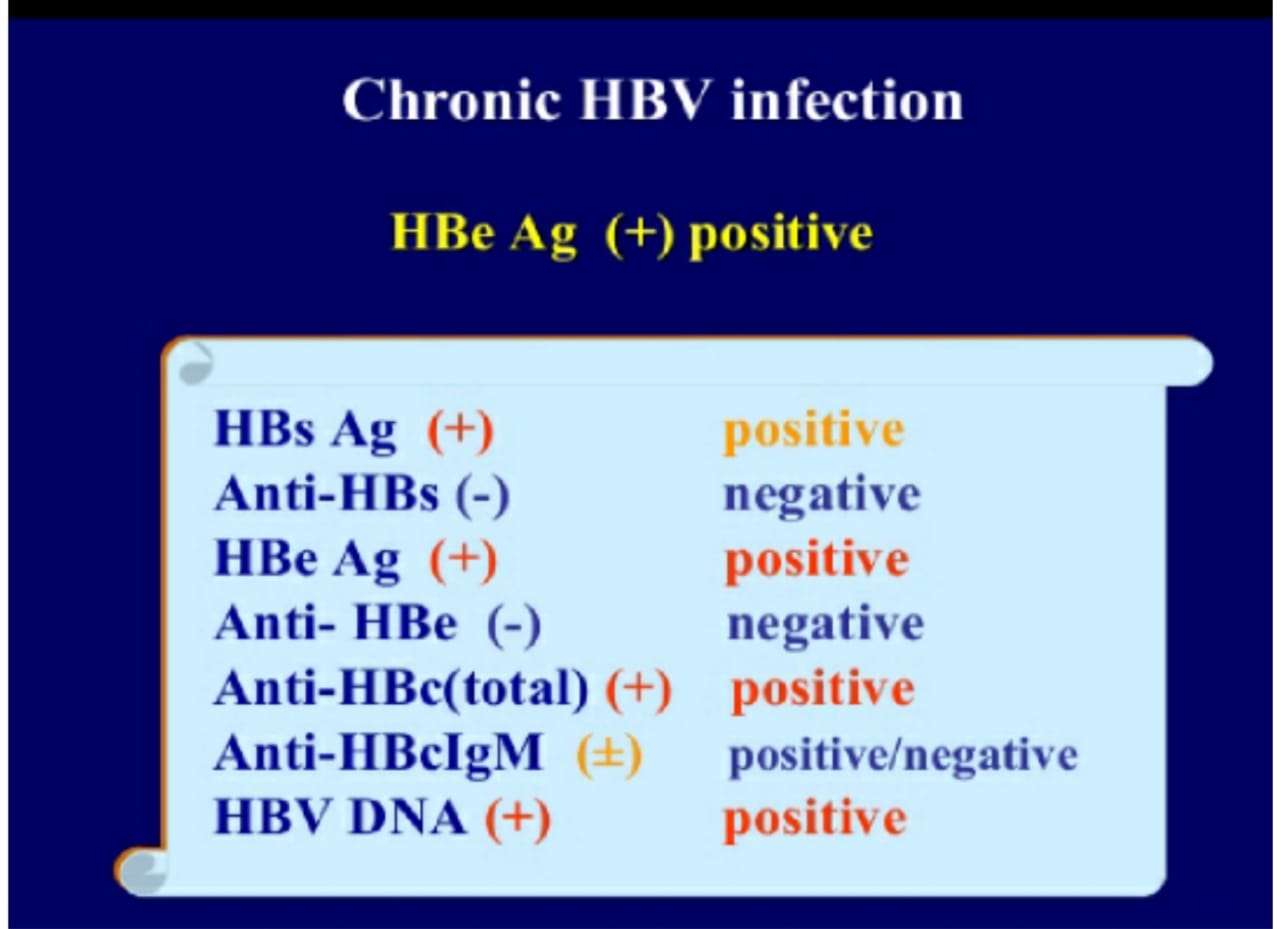 Chronic HBV infection
HBe Ag (+) positive
HBs Ag (+) positive
Anti-HBs (-) negative
HBe Ag (+) positive
Anti- HBe (-) negative
Anti-HBc(total) (+) positive
Anti-HBcIgM (±) positive/negative
HBV DNA (+) positive